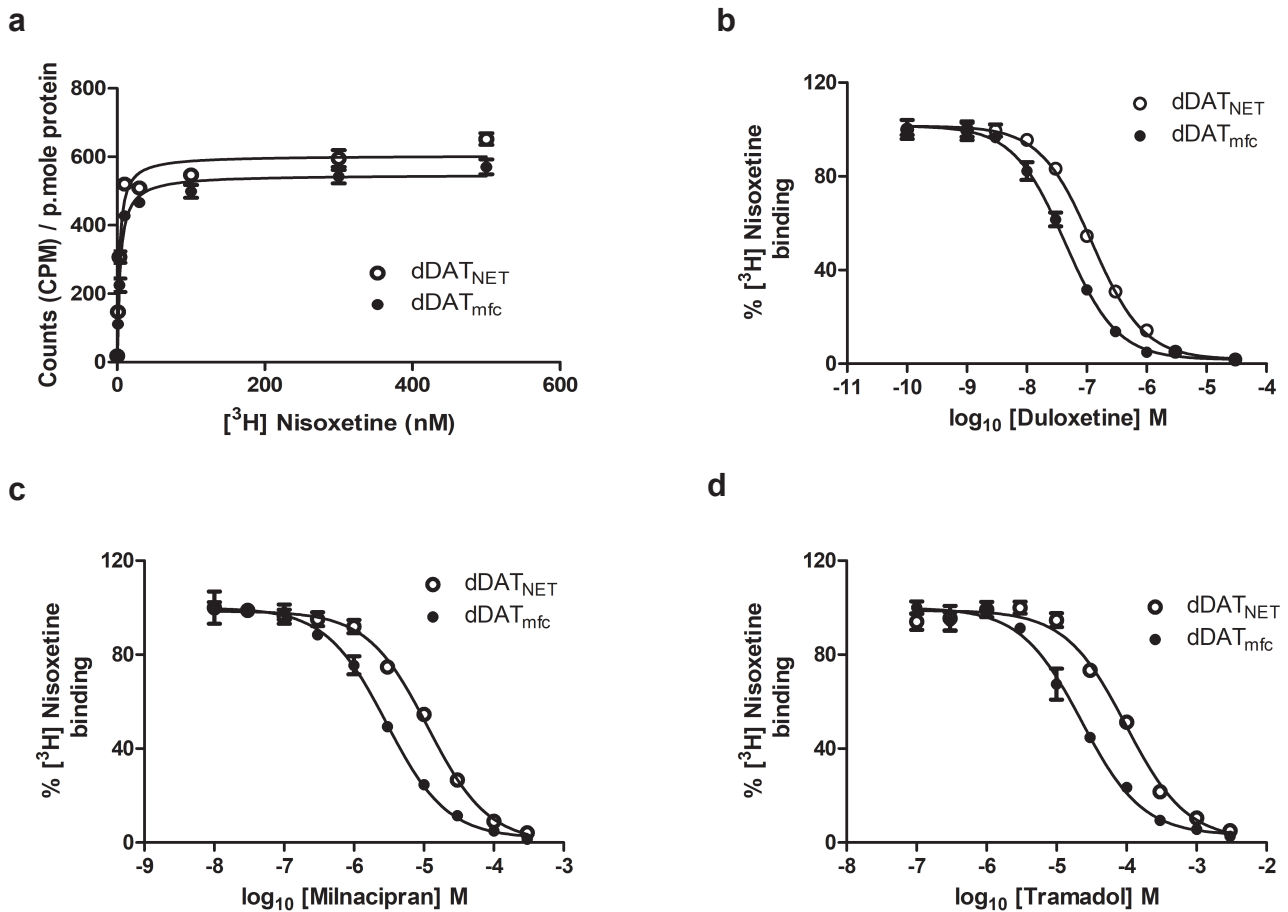 a
Counts (CPM) / p.mole protein
800
600
400
200
0
dDATNET
dDATmfc
0 200 400 600
[³H] Nisoxetine (nM)
b
% [³H] Nisoxetine
binding
120
80
40
0
dDATNET
dDATmfc
-11 -10 -9 -8 -7 -6 -5 -4
log₁₀ [Duloxetine] M
c
% [³H] Nisoxetine
binding
120
80
40
0
dDATNET
dDATmfc
-9 -8 -7 -6 -5 -4 -3
log₁₀ [Milnacipran] M
d
% [³H] Nisoxetine
binding
120
80
40
0
dDATNET
dDATmfc
-8 -7 -6 -5 -4 -3 -2
log₁₀ [Tramadol] M